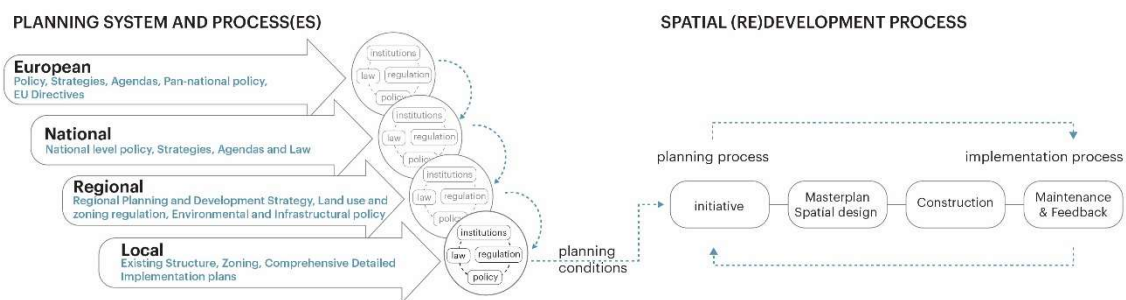 PLANNING SYSTEM AND PROCESS(ES)
European
Policy, Strategies, Agendas, Pan-national policy,
EU Directives
institutions
law
regulation
policy
National
National level policy, Strategies, Agendas and Law
institutions
law
regulation
policy
Regional
Regional Planning and Development Strategy, Land use and
zoning regulation, Environmental and Infrastructural policy
institutions
law
regulation
policy
Local
Existing Structure, Zoning, Comprehensive Detailed
Implementation plans
institutions
law
regulation
policy
planning
conditions
SPATIAL (RE)DEVELOPMENT PROCESS
planning process
implementation process
initiative
Masterplan
Spatial design
Construction
Maintenance
& Feedback